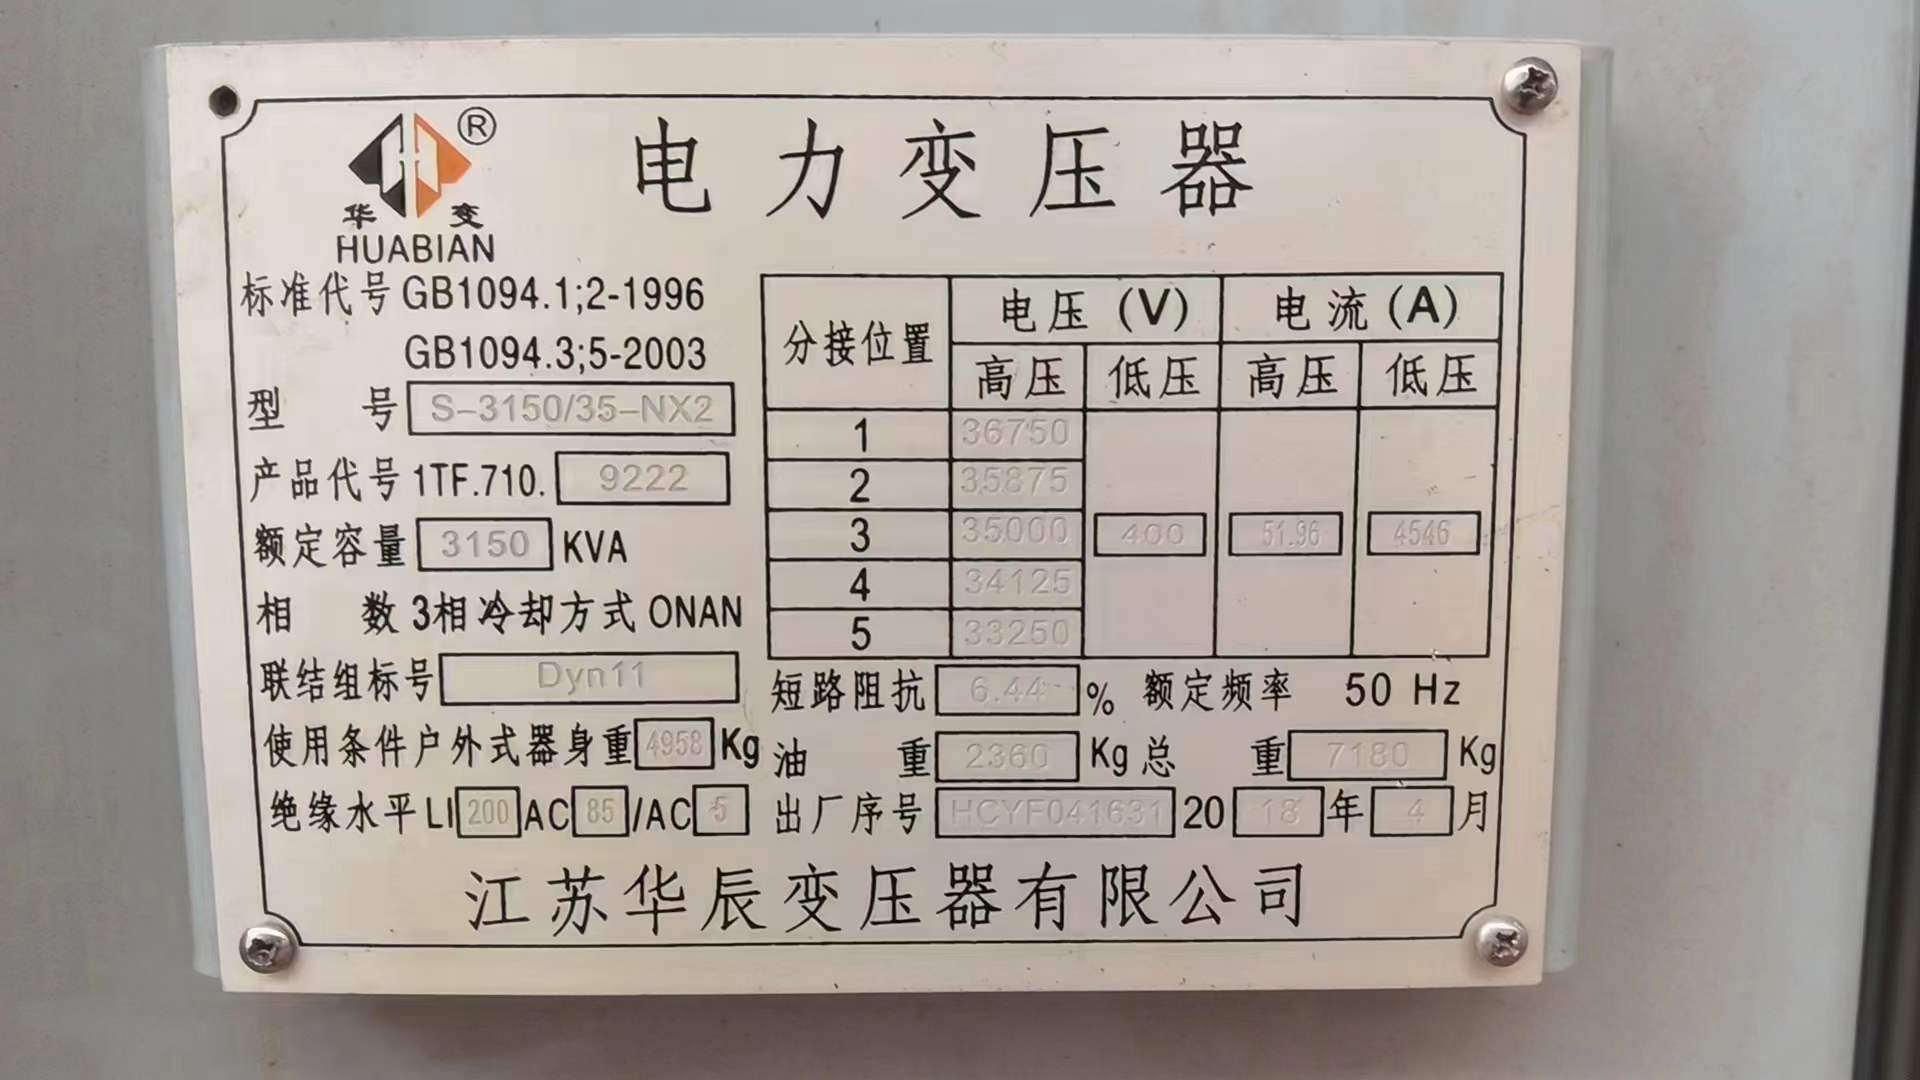 华变®
HUABIAN
电力变压器
标准代号 GB1094.1;2-1996
GB1094.3;5-2003
型 号 S-3150/35-NX2
产品代号 1TF.710. 9222
额定容量 3150 KVA
相 数 3相 冷却方式 ONAN
联结组标号 Dyn11
使用条件 户外式 器身重 4958 Kg
绝缘水平 LI 200 AC 85 /AC 5
分接位置 电压 (V) 电流 (A)
高压 低压 高压 低压
1 36750
2 35875
3 35000 400 51.96 4546
4 34125
5 33250
短路阻抗 6.44 % 额定频率 50 Hz
油 重 2360 Kg 总 重 7180 Kg
出厂序号 HCYF041631 20 18 年 4 月
江苏华辰变压器有限公司